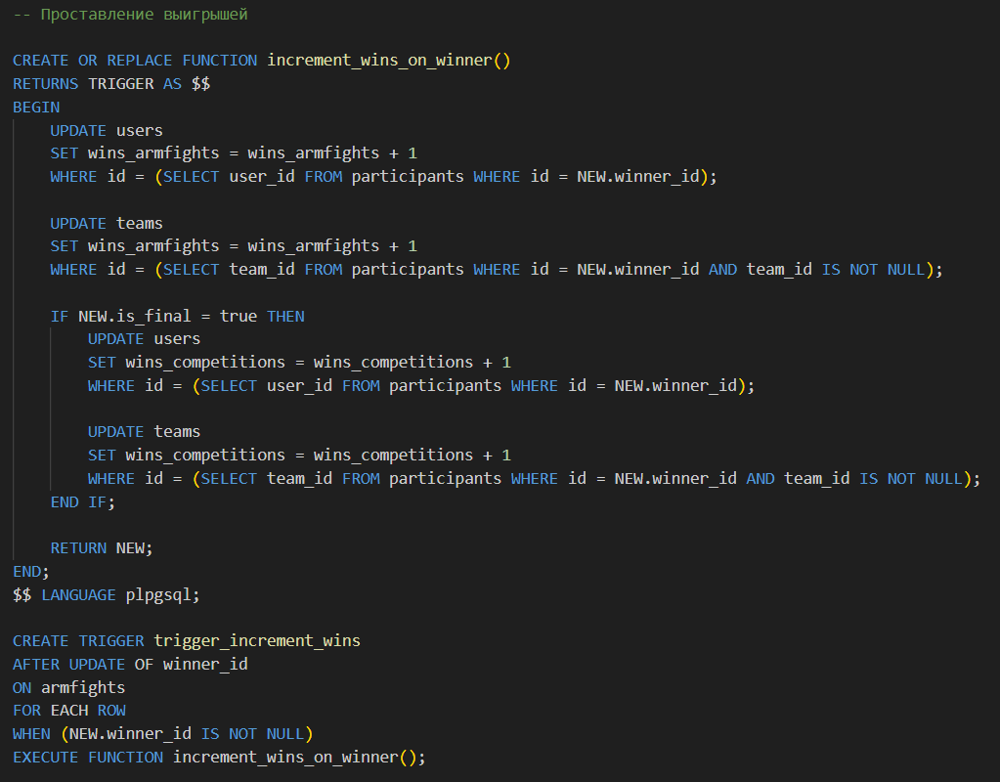 -- Проставление выигрышей
CREATE OR REPLACE FUNCTION increment_wins_on_winner()
RETURNS TRIGGER AS $$
BEGIN
    UPDATE users
    SET wins_armfights = wins_armfights + 1
    WHERE id = (SELECT user_id FROM participants WHERE id = NEW.winner_id);
    UPDATE teams
    SET wins_armfights = wins_armfights + 1
    WHERE id = (SELECT team_id FROM participants WHERE id = NEW.winner_id AND team_id IS NOT NULL);
    IF NEW.is_final = true THEN
        UPDATE users
        SET wins_competitions = wins_competitions + 1
        WHERE id = (SELECT user_id FROM participants WHERE id = NEW.winner_id);
        UPDATE teams
        SET wins_competitions = wins_competitions + 1
        WHERE id = (SELECT team_id FROM participants WHERE id = NEW.winner_id AND team_id IS NOT NULL);
    END IF;
    RETURN NEW;
END;
$$ LANGUAGE plpgsql;
CREATE TRIGGER trigger_increment_wins
AFTER UPDATE OF winner_id
ON armfights
FOR EACH ROW
WHEN (NEW.winner_id IS NOT NULL)
EXECUTE FUNCTION increment_wins_on_winner();